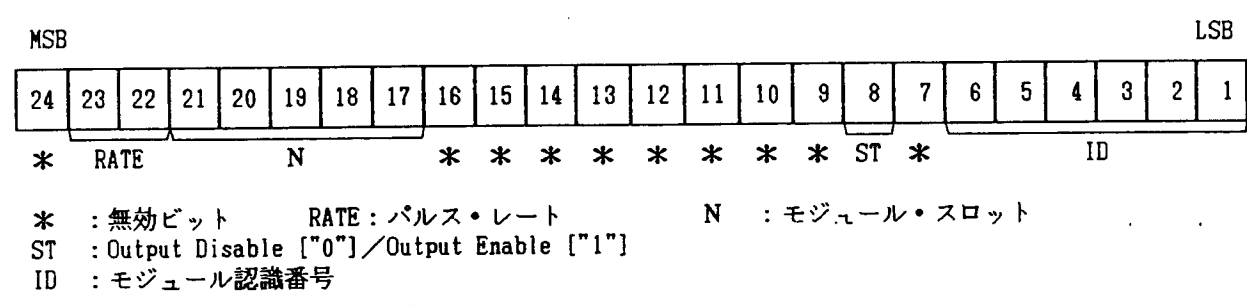 MSB LSB
24 23 22 21 20 19 18 17 16 15 14 13 12 11 10 9 8 7 6 5 4 3 2 1
* RATE N * * * * * * * * ST * ID
* :無効ビット RATE:パルス・レート N :モジュール・スロット
ST :Output Disable ["0"]/Output Enable ["1"]
ID :モジュール認識番号